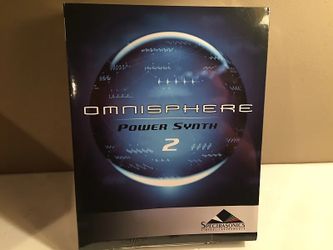 OMNISPHERE
POWER SYNTH
2
SPECTRASONICS